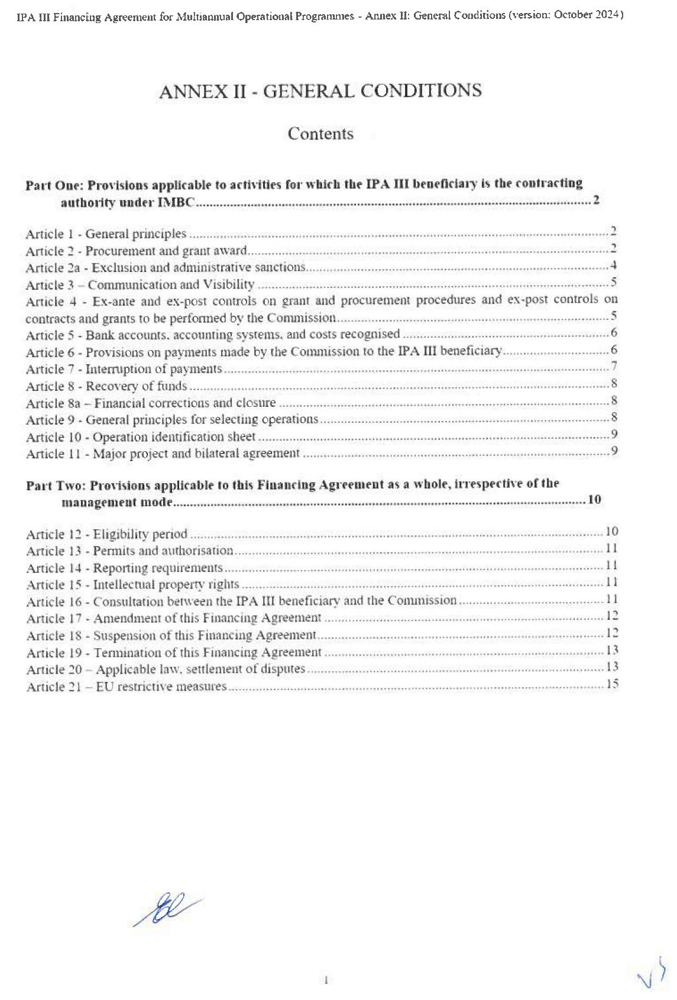 IPA III Financing Agreement for Multiannual Operational Programmes - Annex II: General Conditions (version: October 2024)
ANNEX II - GENERAL CONDITIONS
Contents
Part One: Provisions applicable to activities for which the IPA III beneficiary is the contracting
authority under IMBC 2
Article 1 - General principles 2
Article 2 - Procurement and grant award 2
Article 2a - Exclusion and administrative sanctions 4
Article 3 – Communication and Visibility 5
Article 4 - Ex-ante and ex-post controls on grant and procurement procedures and ex-post controls on
contracts and grants to be performed by the Commission 5
Article 5 - Bank accounts, accounting systems, and costs recognised 6
Article 6 - Provisions on payments made by the Commission to the IPA III beneficiary 6
Article 7 - Interruption of payments 7
Article 8 - Recovery of funds 8
Article 8a – Financial corrections and closure 8
Article 9 - General principles for selecting operations 8
Article 10 - Operation identification sheet 9
Article 11 - Major project and bilateral agreement 9
Part Two: Provisions applicable to this Financing Agreement as a whole, irrespective of the
management mode 10
Article 12 - Eligibility period 10
Article 13 - Permits and authorisation 11
Article 14 - Reporting requirements 11
Article 15 - Intellectual property rights 11
Article 16 - Consultation between the IPA III beneficiary and the Commission 11
Article 17 - Amendment of this Financing Agreement 12
Article 18 - Suspension of this Financing Agreement 12
Article 19 - Termination of this Financing Agreement 13
Article 20 – Applicable law, settlement of disputes 13
Article 21 – EU restrictive measures 15
1